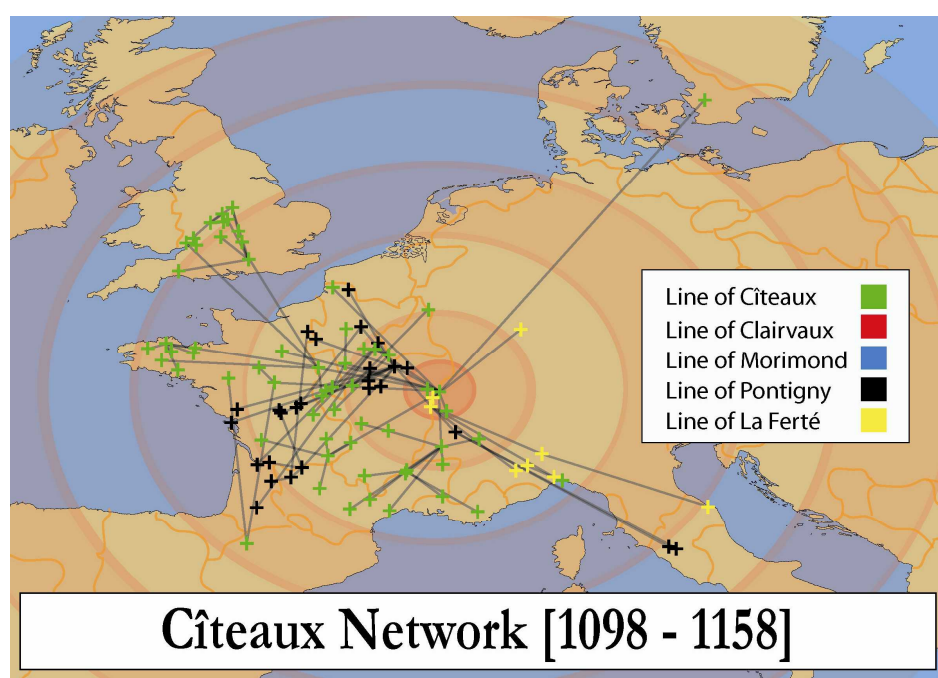 Line of Cîteaux
Line of Clairvaux
Line of Morimond
Line of Pontigny
Line of La Ferté
Cîteaux Network [1098 - 1158]